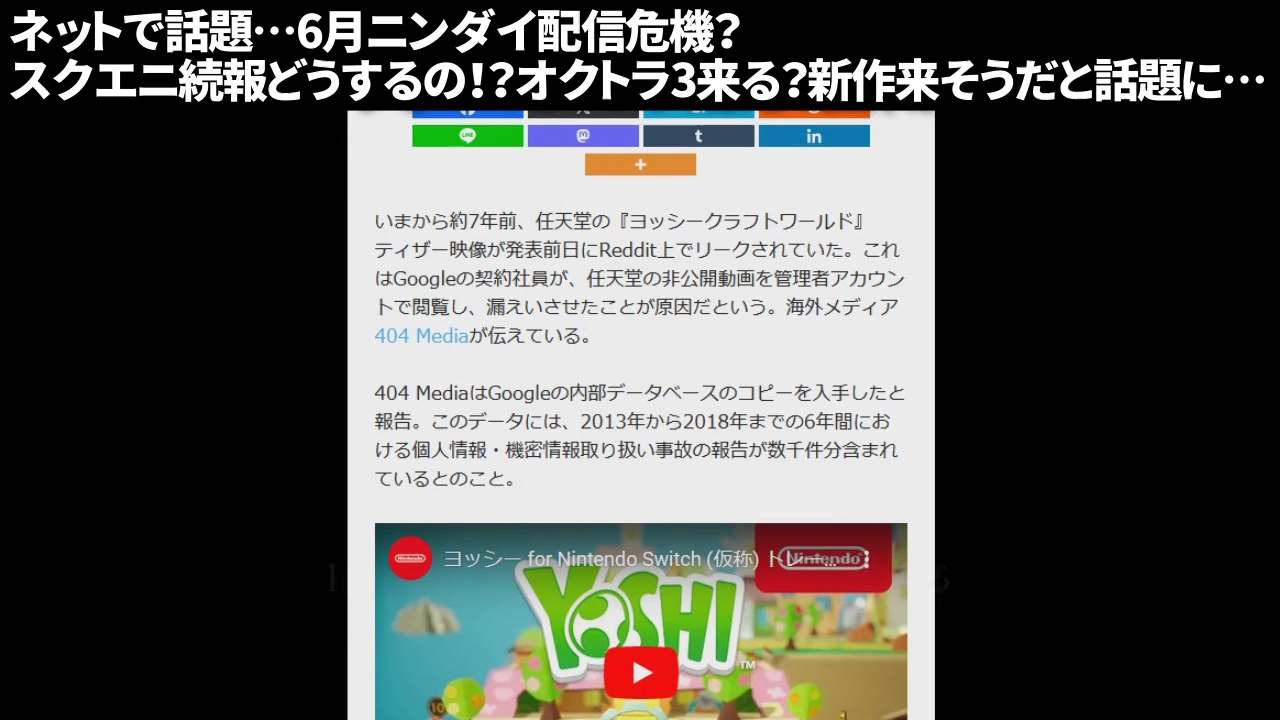 ネットで話題…6月ニンダイ配信危機？
スクエニ続報どうするの！？オクトラ3来る？新作来そうだと話題に…
LINE
t
in
+
いまから約7年前、任天堂の『ヨッシークラフトワールド』
ティザー映像が発表前日にReddit上でリークされていた。これ
はGoogleの契約社員が、任天堂の非公開動画を管理者アカウン
トで閲覧し、漏えいさせたことが原因だという。海外メディア
404 Mediaが伝えている。
404 MediaはGoogleの内部データベースのコピーを入手したと
報告。このデータには、2013年から2018年までの6年間にお
ける個人情報・機密情報取り扱い事故の報告が数千件分含まれ
ているとのこと。
Nintendo
ヨッシー for Nintendo Switch (仮称) トレー...
Nintendo
YOSHI
TM